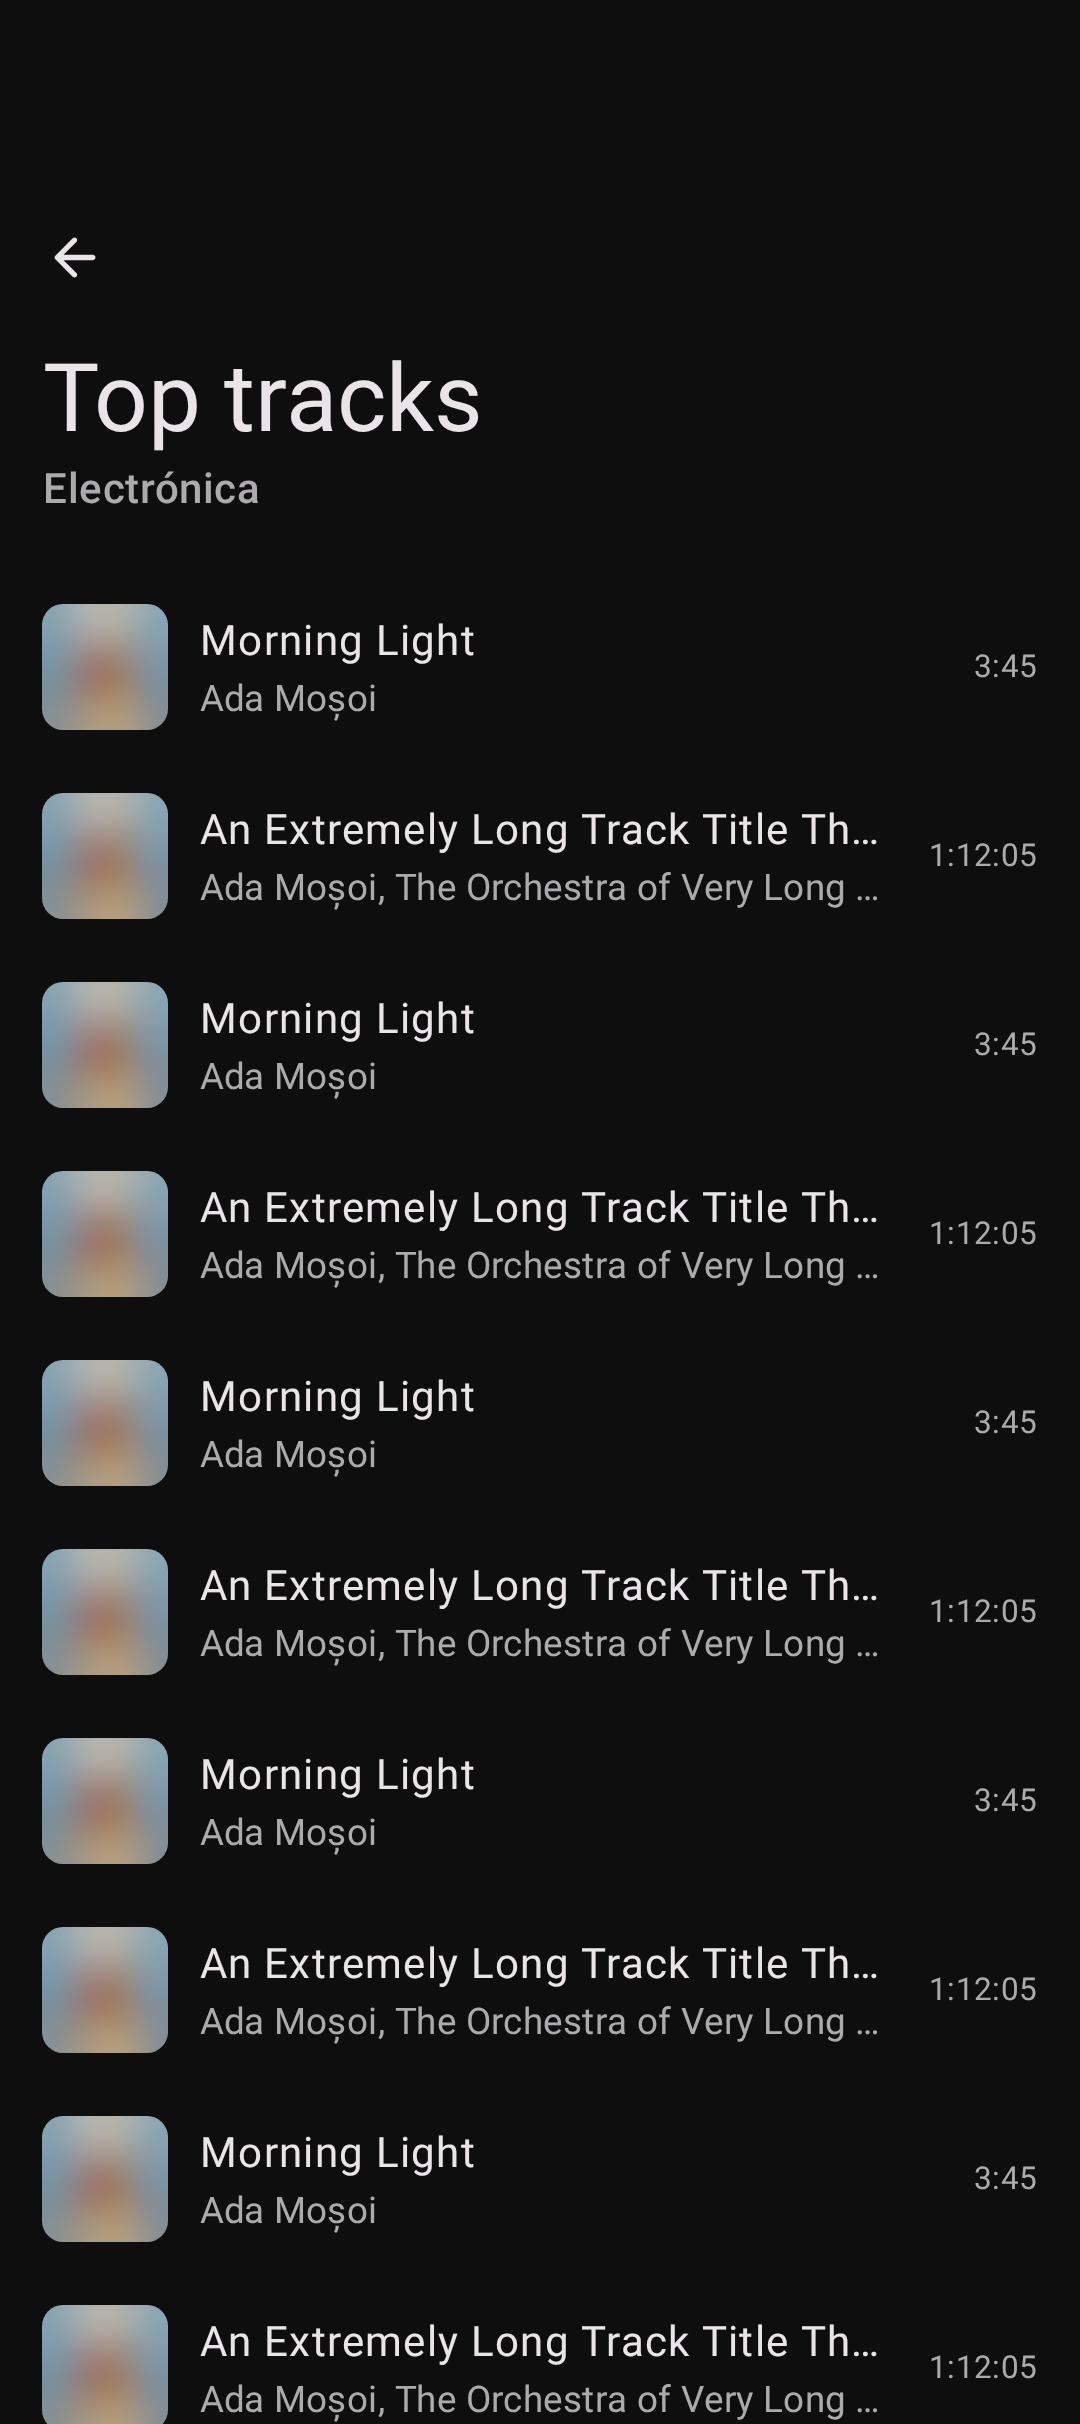 Top tracks
Electrónica
Morning Light
3:45
Ada Moșoi
An Extremely Long Track Title Th…
1:12:05
Ada Moșoi, The Orchestra of Very Long …
Morning Light
3:45
Ada Moșoi
An Extremely Long Track Title Th…
1:12:05
Ada Moșoi, The Orchestra of Very Long …
Morning Light
3:45
Ada Moșoi
An Extremely Long Track Title Th…
1:12:05
Ada Moșoi, The Orchestra of Very Long …
Morning Light
3:45
Ada Moșoi
An Extremely Long Track Title Th…
1:12:05
Ada Moșoi, The Orchestra of Very Long …
Morning Light
3:45
Ada Moșoi
An Extremely Long Track Title Th…
1:12:05
Ada Moșoi, The Orchestra of Very Long …